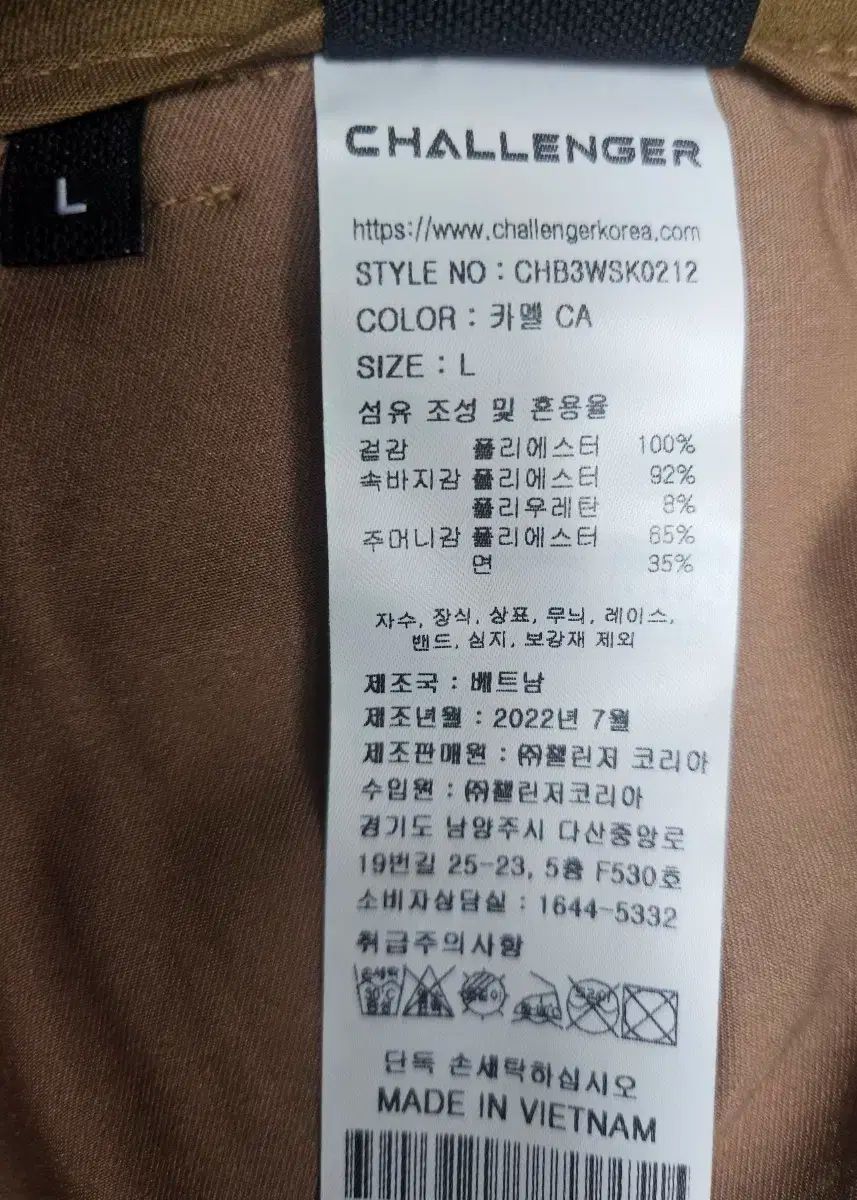 L
CHALLENGER
https://www.challengerkorea.com
STYLE NO : CHB3WSK0212
COLOR : 카멜 CA
SIZE : L
섬유 조성 및 혼용율
겉감 폴리에스터 100%
속바지감 폴리에스터 92%
폴리우레탄 8%
주머니감 폴리에스터 65%
면 35%
자수, 장식, 상표, 무늬, 레이스,
밴드, 심지, 보강재 제외
제조국 : 베트남
제조년월 : 2022년 7월
제조판매원 : ㈜챌린저 코리아
수입원 : ㈜챌린저코리아
경기도 남양주시 다산중앙로
19번길 25-23, 5층 F530호
소비자상담실 : 1644-5332
취급주의사항
단독 손세탁하십시오
MADE IN VIETNAM